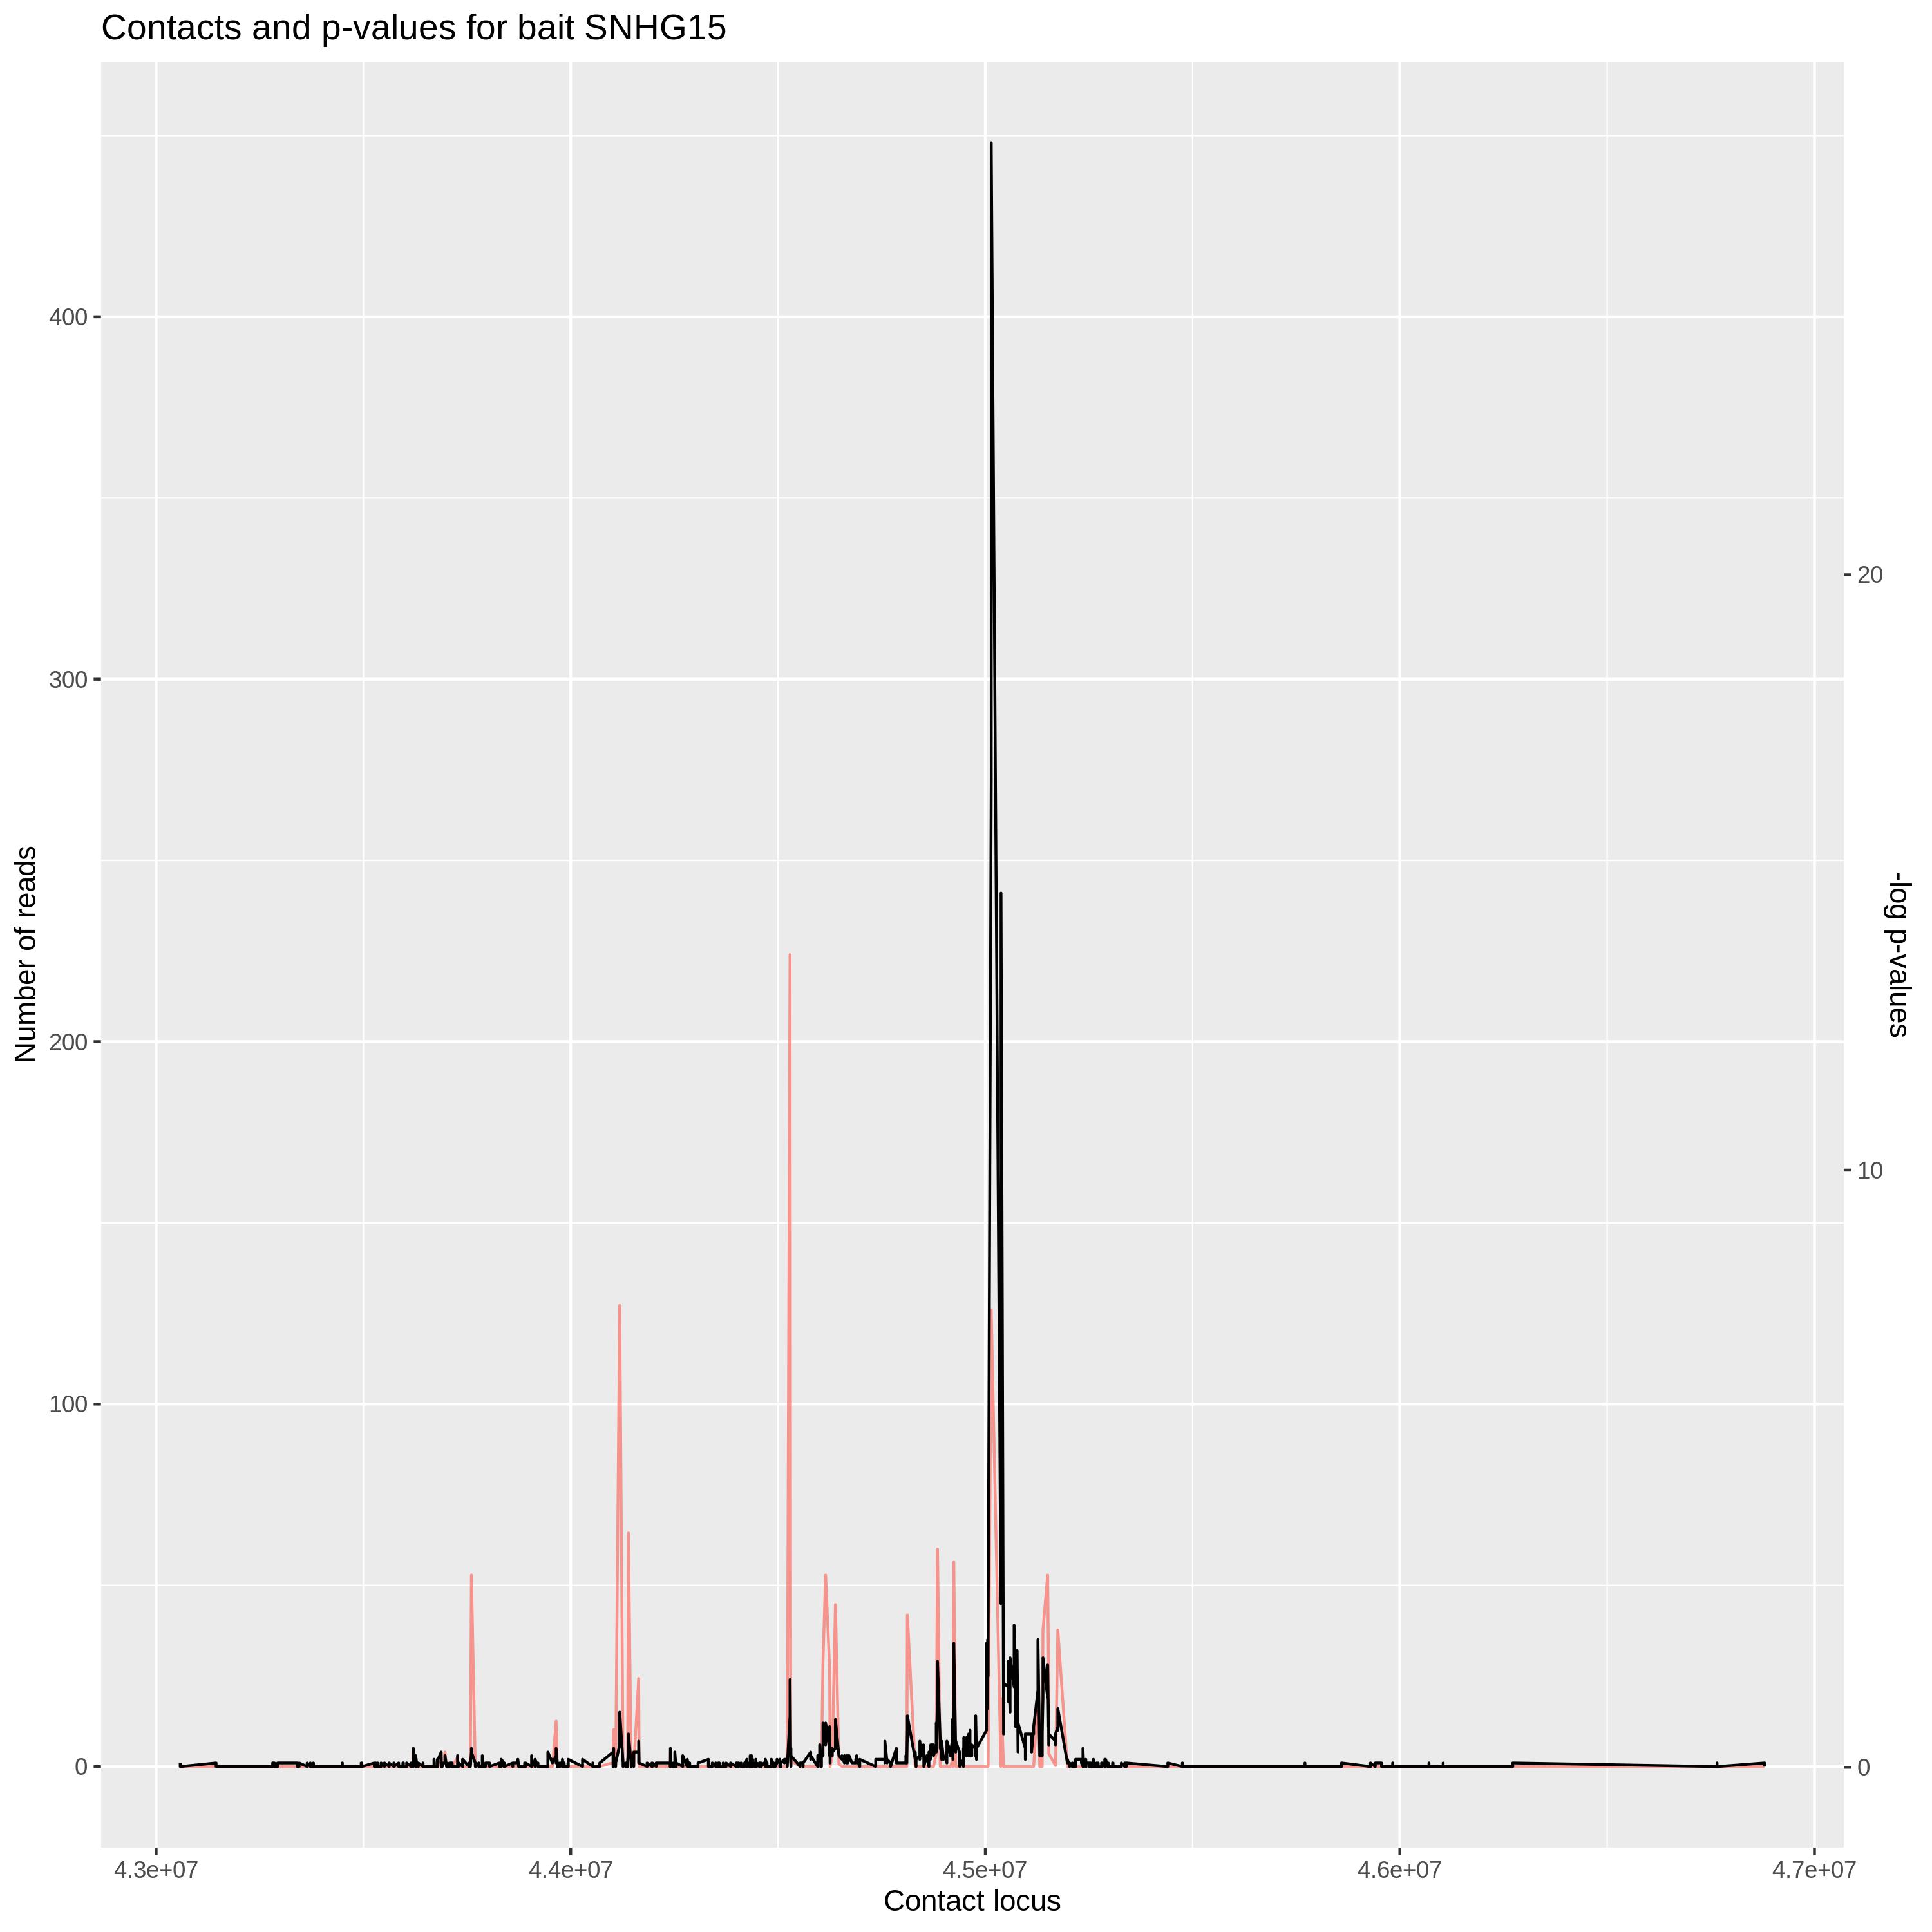 Contacts and p-values for bait SNHG15
400
300
200
100
0
Number of reads
20
10
0
-log p-values
4.3e+07 4.4e+07 4.5e+07 4.6e+07 4.7e+07
Contact locus